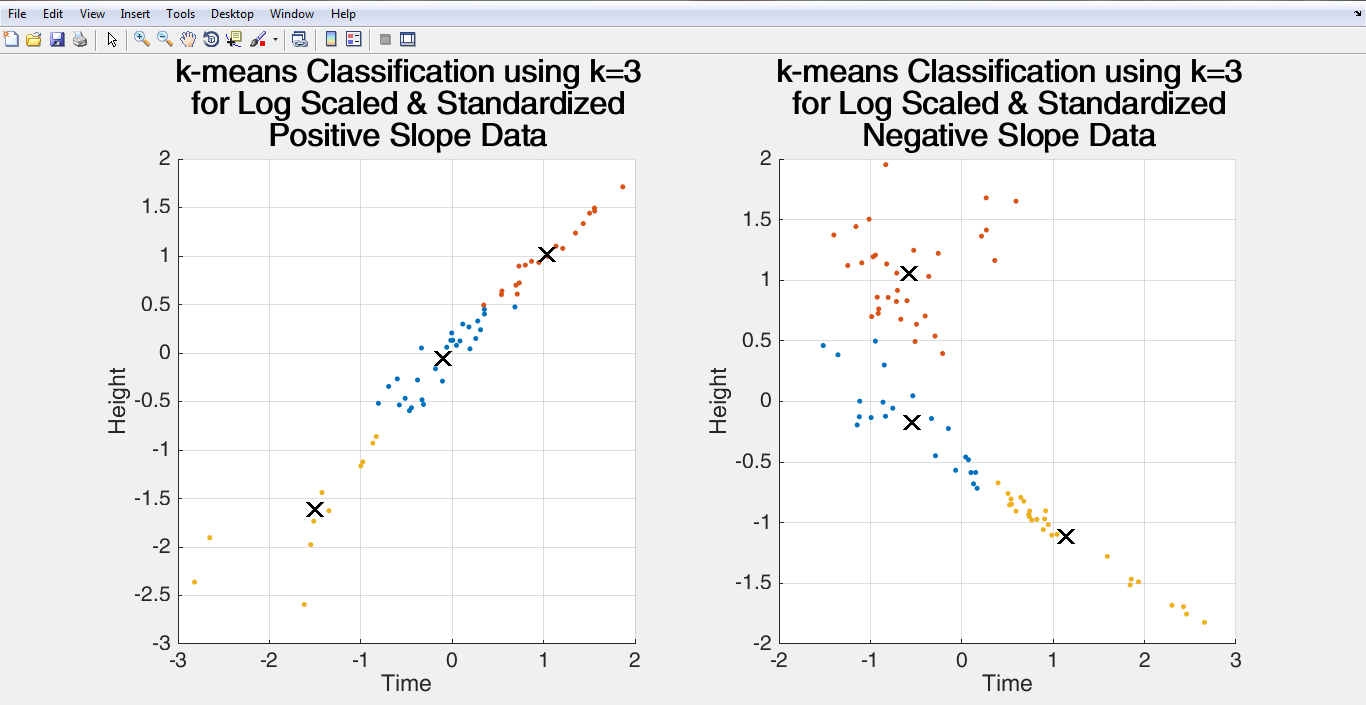 File Edit View Insert Tools Desktop Window Help
k-means Classification using k=3
for Log Scaled & Standardized
Positive Slope Data
2
1.5
1
0.5
0
-0.5
-1
-1.5
-2
-2.5
-3
Height
-3 -2 -1 0 1 2
Time
k-means Classification using k=3
for Log Scaled & Standardized
Negative Slope Data
2
1.5
1
0.5
0
-0.5
-1
-1.5
-2
Height
-2 -1 0 1 2 3
Time